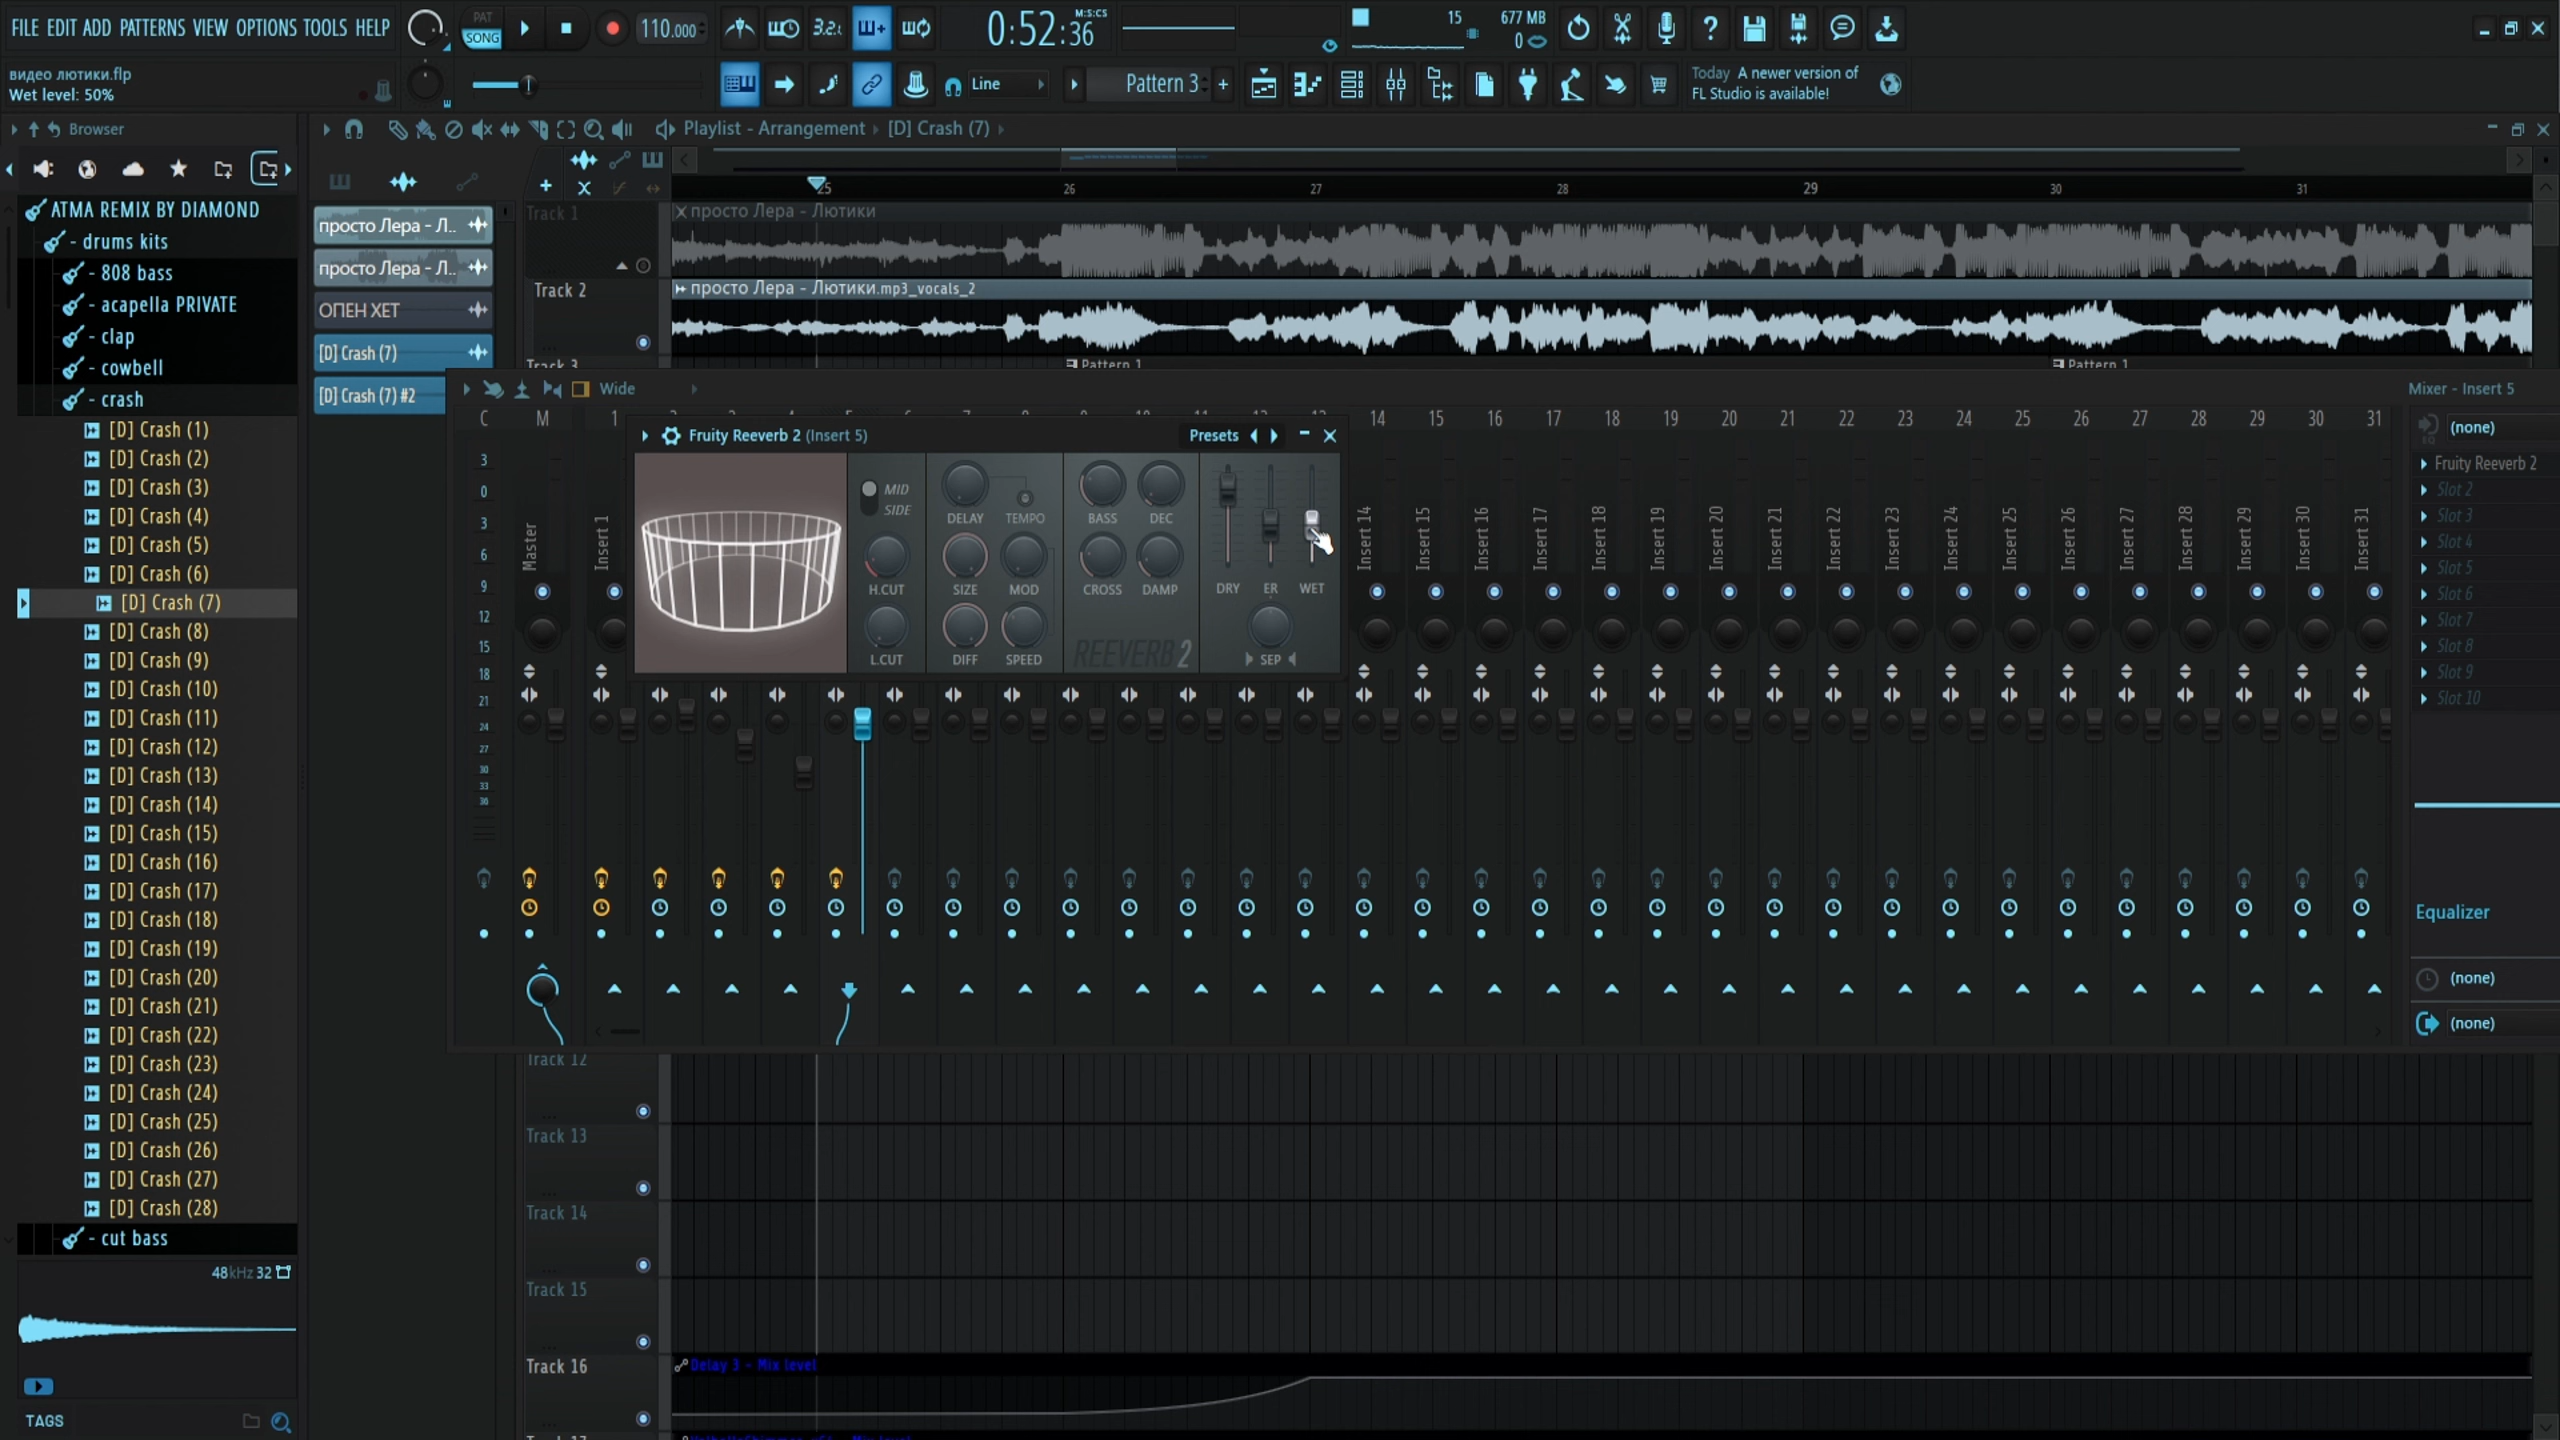 FILE EDIT ADD PATTERNS VIEW OPTIONS TOOLS HELP
PAT
SONG
110.000
3.2.
0:52:36
M:S:CS
15
677 MB
0
видео лютики.flp
Wet level: 50%
Line
Pattern 3
Today A newer version of
FL Studio is available!
Browser
Playlist - Arrangement
[D] Crash (7)
25 26 27 28 29 30 31
ATMA REMIX BY DIAMOND
- drums kits
- 808 bass
- acapella PRIVATE
- clap
- cowbell
- crash
[D] Crash (1)
[D] Crash (2)
[D] Crash (3)
[D] Crash (4)
[D] Crash (5)
[D] Crash (6)
[D] Crash (7)
[D] Crash (8)
[D] Crash (9)
[D] Crash (10)
[D] Crash (11)
[D] Crash (12)
[D] Crash (13)
[D] Crash (14)
[D] Crash (15)
[D] Crash (16)
[D] Crash (17)
[D] Crash (18)
[D] Crash (19)
[D] Crash (20)
[D] Crash (21)
[D] Crash (22)
[D] Crash (23)
[D] Crash (24)
[D] Crash (25)
[D] Crash (26)
[D] Crash (27)
[D] Crash (28)
- cut bass
48kHz 32
TAGS
просто Лера - Л..
просто Лера - Л..
ОПЕН ХЕТ
[D] Crash (7)
[D] Crash (7) #2
Track 1
просто Лера - Лютики
Track 2
просто Лера - Лютики.mp3_vocals_2
Track 3
Pattern 1
Pattern 1
Wide
Mixer - Insert 5
C M 1
14 15 16 17 18 19 20 21 22 23 24 25 26 27 28 29 30 31
Fruity Reeverb 2 (Insert 5)
Presets
MID
SIDE
H.CUT
L.CUT
DELAY
TEMPO
SIZE
MOD
DIFF
SPEED
BASS
DEC
CROSS
DAMP
REEVERB 2
DRY
ER
WET
SEP
3
0
3
6
9
12
15
18
21
24
27
30
33
36
Master
Insert 1
Insert 14
Insert 15
Insert 16
Insert 17
Insert 18
Insert 19
Insert 20
Insert 21
Insert 22
Insert 23
Insert 24
Insert 25
Insert 26
Insert 27
Insert 28
Insert 29
Insert 30
Insert 31
(none)
Fruity Reeverb 2
Slot 2
Slot 3
Slot 4
Slot 5
Slot 6
Slot 7
Slot 8
Slot 9
Slot 10
Equalizer
(none)
(none)
Track 12
Track 13
Track 14
Track 15
Track 16
Delay 3 - Mix level